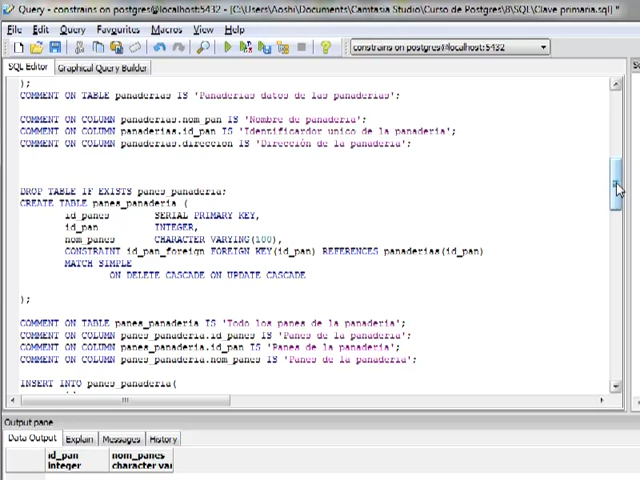 Query - constrains on postgres@localhost:5432 - [C:\Users\Aoshi\Documents\Camtasia Studio\Curso de Postgres\8\SQL\Clave primaria.sql] *
File Edit Query Favourites Macros View Help
constrains on postgres@localhost:5432
SQL Editor Graphical Query Builder
);
COMMENT ON TABLE panaderias IS 'Panaderias datos de las panaderias';
COMMENT ON COLUMN panaderias.nom_pan IS 'Nombre de panaderia';
COMMENT ON COLUMN panaderias.id_pan IS 'Identificardor unico de la panaderia';
COMMENT ON COLUMN panaderias.direccion IS 'Dirección de la panaderia';
DROP TABLE IF EXISTS panes_panaderia;
CREATE TABLE panes_panaderia (
id_panes SERIAL PRIMARY KEY,
id_pan INTEGER,
nom_panes CHARACTER VARYING(100),
CONSTRAINT id_pan_foreign FOREIGN KEY(id_pan) REFERENCES panaderias(id_pan)
MATCH SIMPLE
ON DELETE CASCADE ON UPDATE CASCADE
);
COMMENT ON TABLE panes_panaderia IS 'Todo los panes de la panaderia';
COMMENT ON COLUMN panes_panaderia.id_panes IS 'Panes de la panaderia';
COMMENT ON COLUMN panes_panaderia.id_pan IS 'Panes de la panaderia';
COMMENT ON COLUMN panes_panaderia.nom_panes IS 'Panes de la panaderia';
INSERT INTO panes_panaderia(
Output pane
Data Output Explain Messages History
id_pan nom_panes
integer character var